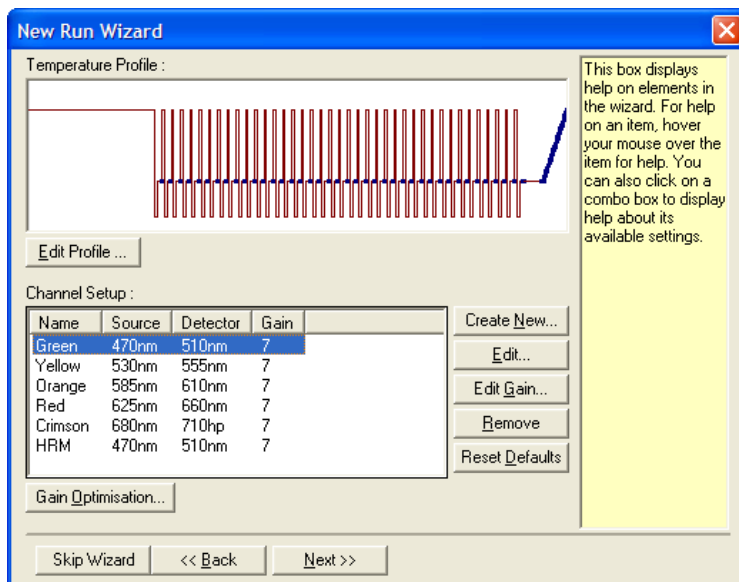 New Run Wizard
Temperature Profile :
Edit Profile ...
Channel Setup :
Name Source Detector Gain
Green 470nm 510nm 7
Yellow 530nm 555nm 7
Orange 585nm 610nm 7
Red 625nm 660nm 7
Crimson 680nm 710hp 7
HRM 470nm 510nm 7
Create New...
Edit...
Edit Gain...
Remove
Reset Defaults
Gain Optimisation...
Skip Wizard << Back Next >>
This box displays
help on elements in
the wizard. For help
on an item, hover
your mouse over the
item for help. You
can also click on a
combo box to display
help about its
available settings.